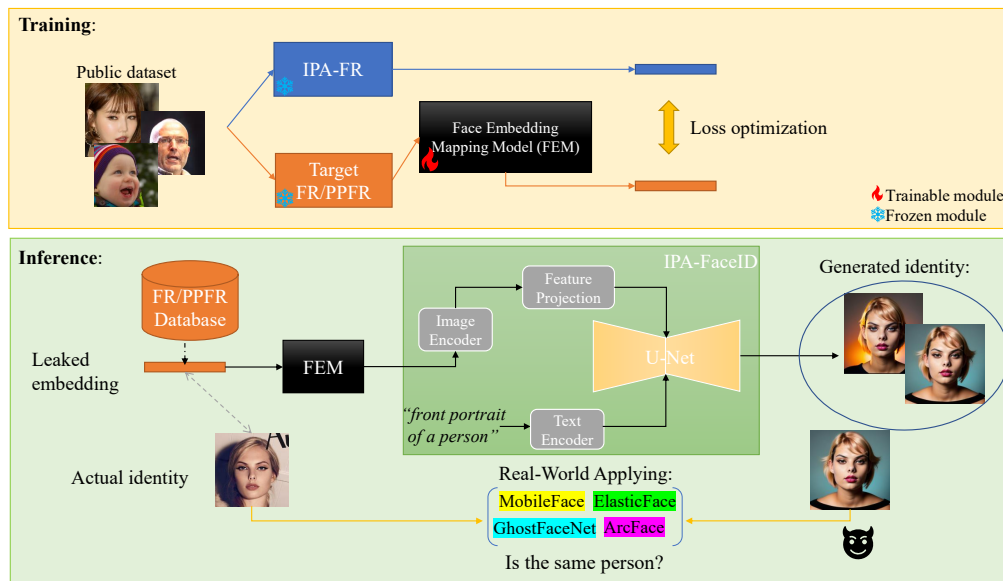 Training:
Public dataset
IPA-FR
Face Embedding
Mapping Model (FEM)
Target
FR/PPFR
Loss optimization
Trainable module
Frozen module
Inference:
FR/PPFR
Database
Leaked
embedding
FEM
IPA-FaceID
Image
Encoder
Feature
Projection
U-Net
"front portrait
of a person"
Text
Encoder
Generated identity:
Actual identity
Real-World Applying:
MobileFace ElasticFace
GhostFaceNet ArcFace
Is the same person?